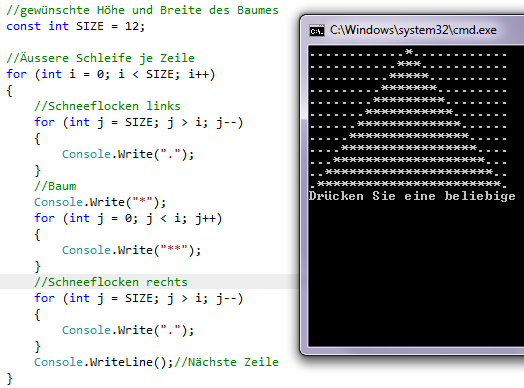 //gewünschte Höhe und Breite des Baumes
const int SIZE = 12;
//Äussere Schleife je Zeile
for (int i = 0; i < SIZE; i++)
{
//Schneeflocken links
for (int j = SIZE; j > i; j--)
{
Console.Write(".");
}
//Baum
Console.Write("*");
for (int j = 0; j < i; j++)
{
Console.Write("**");
}
//Schneeflocken rechts
for (int j = SIZE; j > i; j--)
{
Console.Write(".");
}
Console.WriteLine();//Nächste Zeile
}
C:\Windows\system32\cmd.exe
............*............
...........***...........
..........*****..........
.........*******.........
........*********........
.......***********.......
......*************......
.....***************.....
....*****************....
...*******************...
..*********************..
.***********************.
Drücken Sie eine beliebige